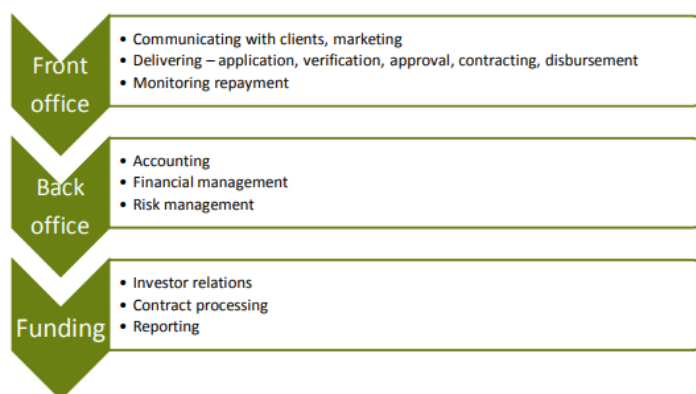 Front
office
• Communicating with clients, marketing
• Delivering – application, verification, approval, contracting, disbursement
• Monitoring repayment
Back
office
• Accounting
• Financial management
• Risk management
Funding
• Investor relations
• Contract processing
• Reporting